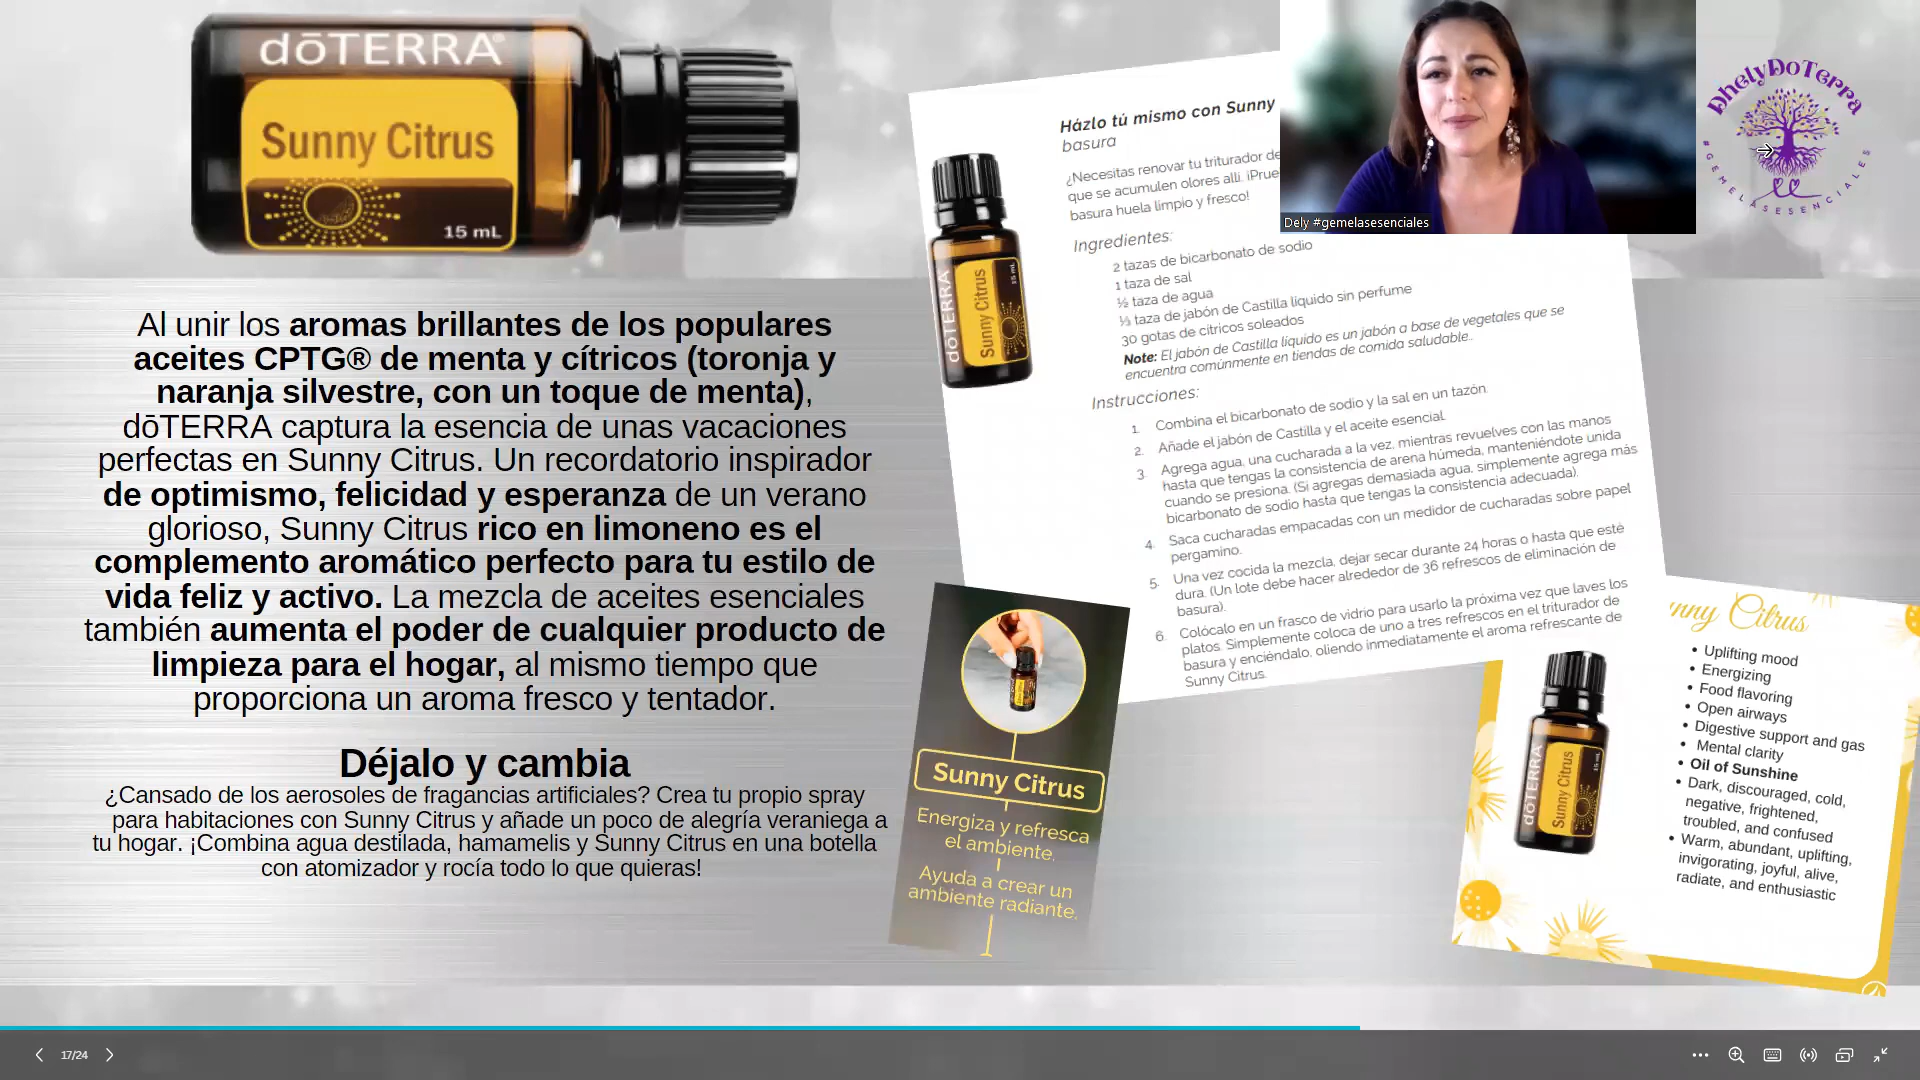 dōTERRA®
Sunny Citrus
15 mL
Al unir los aromas brillantes de los populares
aceites CPTG® de menta y cítricos (toronja y
naranja silvestre, con un toque de menta),
dōTERRA captura la esencia de unas vacaciones
perfectas en Sunny Citrus. Un recordatorio inspirador
de optimismo, felicidad y esperanza de un verano
glorioso, Sunny Citrus rico en limoneno es el
complemento aromático perfecto para tu estilo de
vida feliz y activo. La mezcla de aceites esenciales
también aumenta el poder de cualquier producto de
limpieza para el hogar, al mismo tiempo que
proporciona un aroma fresco y tentador.
Déjalo y cambia
¿Cansado de los aerosoles de fragancias artificiales? Crea tu propio spray
para habitaciones con Sunny Citrus y añade un poco de alegría veraniega a
tu hogar. ¡Combina agua destilada, hamamelis y Sunny Citrus en una botella
con atomizador y rocía todo lo que quieras!
Házlo tú mismo con Sunny
basura
¿Necesitas renovar tu triturador de
que se acumulen olores allí. ¡Prue
basura huela limpio y fresco!
Ingredientes:
2 tazas de bicarbonato de sodio
1 taza de sal
½ taza de agua
⅓ taza de jabón de Castilla líquido sin perfume
30 gotas de cítricos soleados
Note: El jabón de Castilla líquido es un jabón a base de vegetales que se
encuentra comúnmente en tiendas de comida saludable..
Instrucciones:
1. Combina el bicarbonato de sodio y la sal en un tazón.
2. Añade el jabón de Castilla y el aceite esencial.
3. Agrega agua, una cucharada a la vez, mientras revuelves con las manos
hasta que tengas la consistencia de arena húmeda, manteniéndote unida
cuando se presiona. (Si agregas demasiada agua, simplemente agrega más
bicarbonato de sodio hasta que tengas la consistencia adecuada).
4. Saca cucharadas empacadas con un medidor de cucharadas sobre papel
pergamino.
5. Una vez cocida la mezcla, dejar secar durante 24 horas o hasta que esté
dura. (Un lote debe hacer alrededor de 36 refrescos de eliminación de
basura).
6. Colócalo en un frasco de vidrio para usarlo la próxima vez que laves los
platos. Simplemente coloca de uno a tres refrescos en el triturador de
basura y enciéndalo, oliendo inmediatamente el aroma refrescante de
Sunny Citrus.
dōTERRA
Sunny Citrus
15 mL
Dely #gemelasesenciales
DhelyDoTerra
#GEMELASESENCIALES
Sunny Citrus
Energiza y refresca
el ambiente.
Ayuda a crear un
ambiente radiante.
nny Citrus
• Uplifting mood
• Energizing
• Food flavoring
• Open airways
• Digestive support and gas
• Mental clarity
• Oil of Sunshine
• Dark, discouraged, cold,
negative, frightened,
troubled, and confused
• Warm, abundant, uplifting,
invigorating, joyful, alive,
radiate, and enthusiastic
dōTERRA
Sunny Citrus
15 mL
17/24